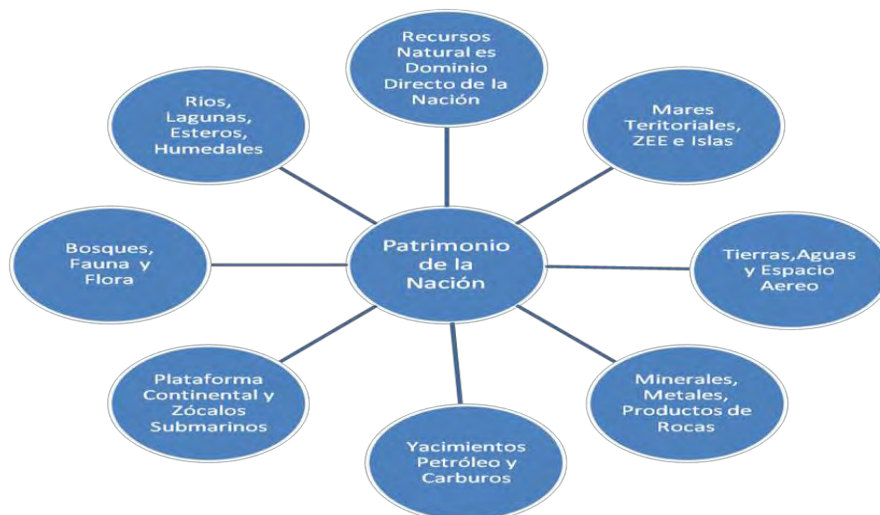 Recursos
Natural es
Dominio
Directo de la
Nación
Mares
Teritoriales,
ZEE e Islas
Tierras,Aguas
y Espacio
Aereo
Minerales,
Metales,
Productos de
Rocas
Yacimientos
Petróleo y
Carburos
Plataforma
Continental y
Zócalos
Submarinos
Bosques,
Fauna y
Flora
Rios,
Lagunas,
Esteros,
Humedales
Patrimonio
de la
Nación